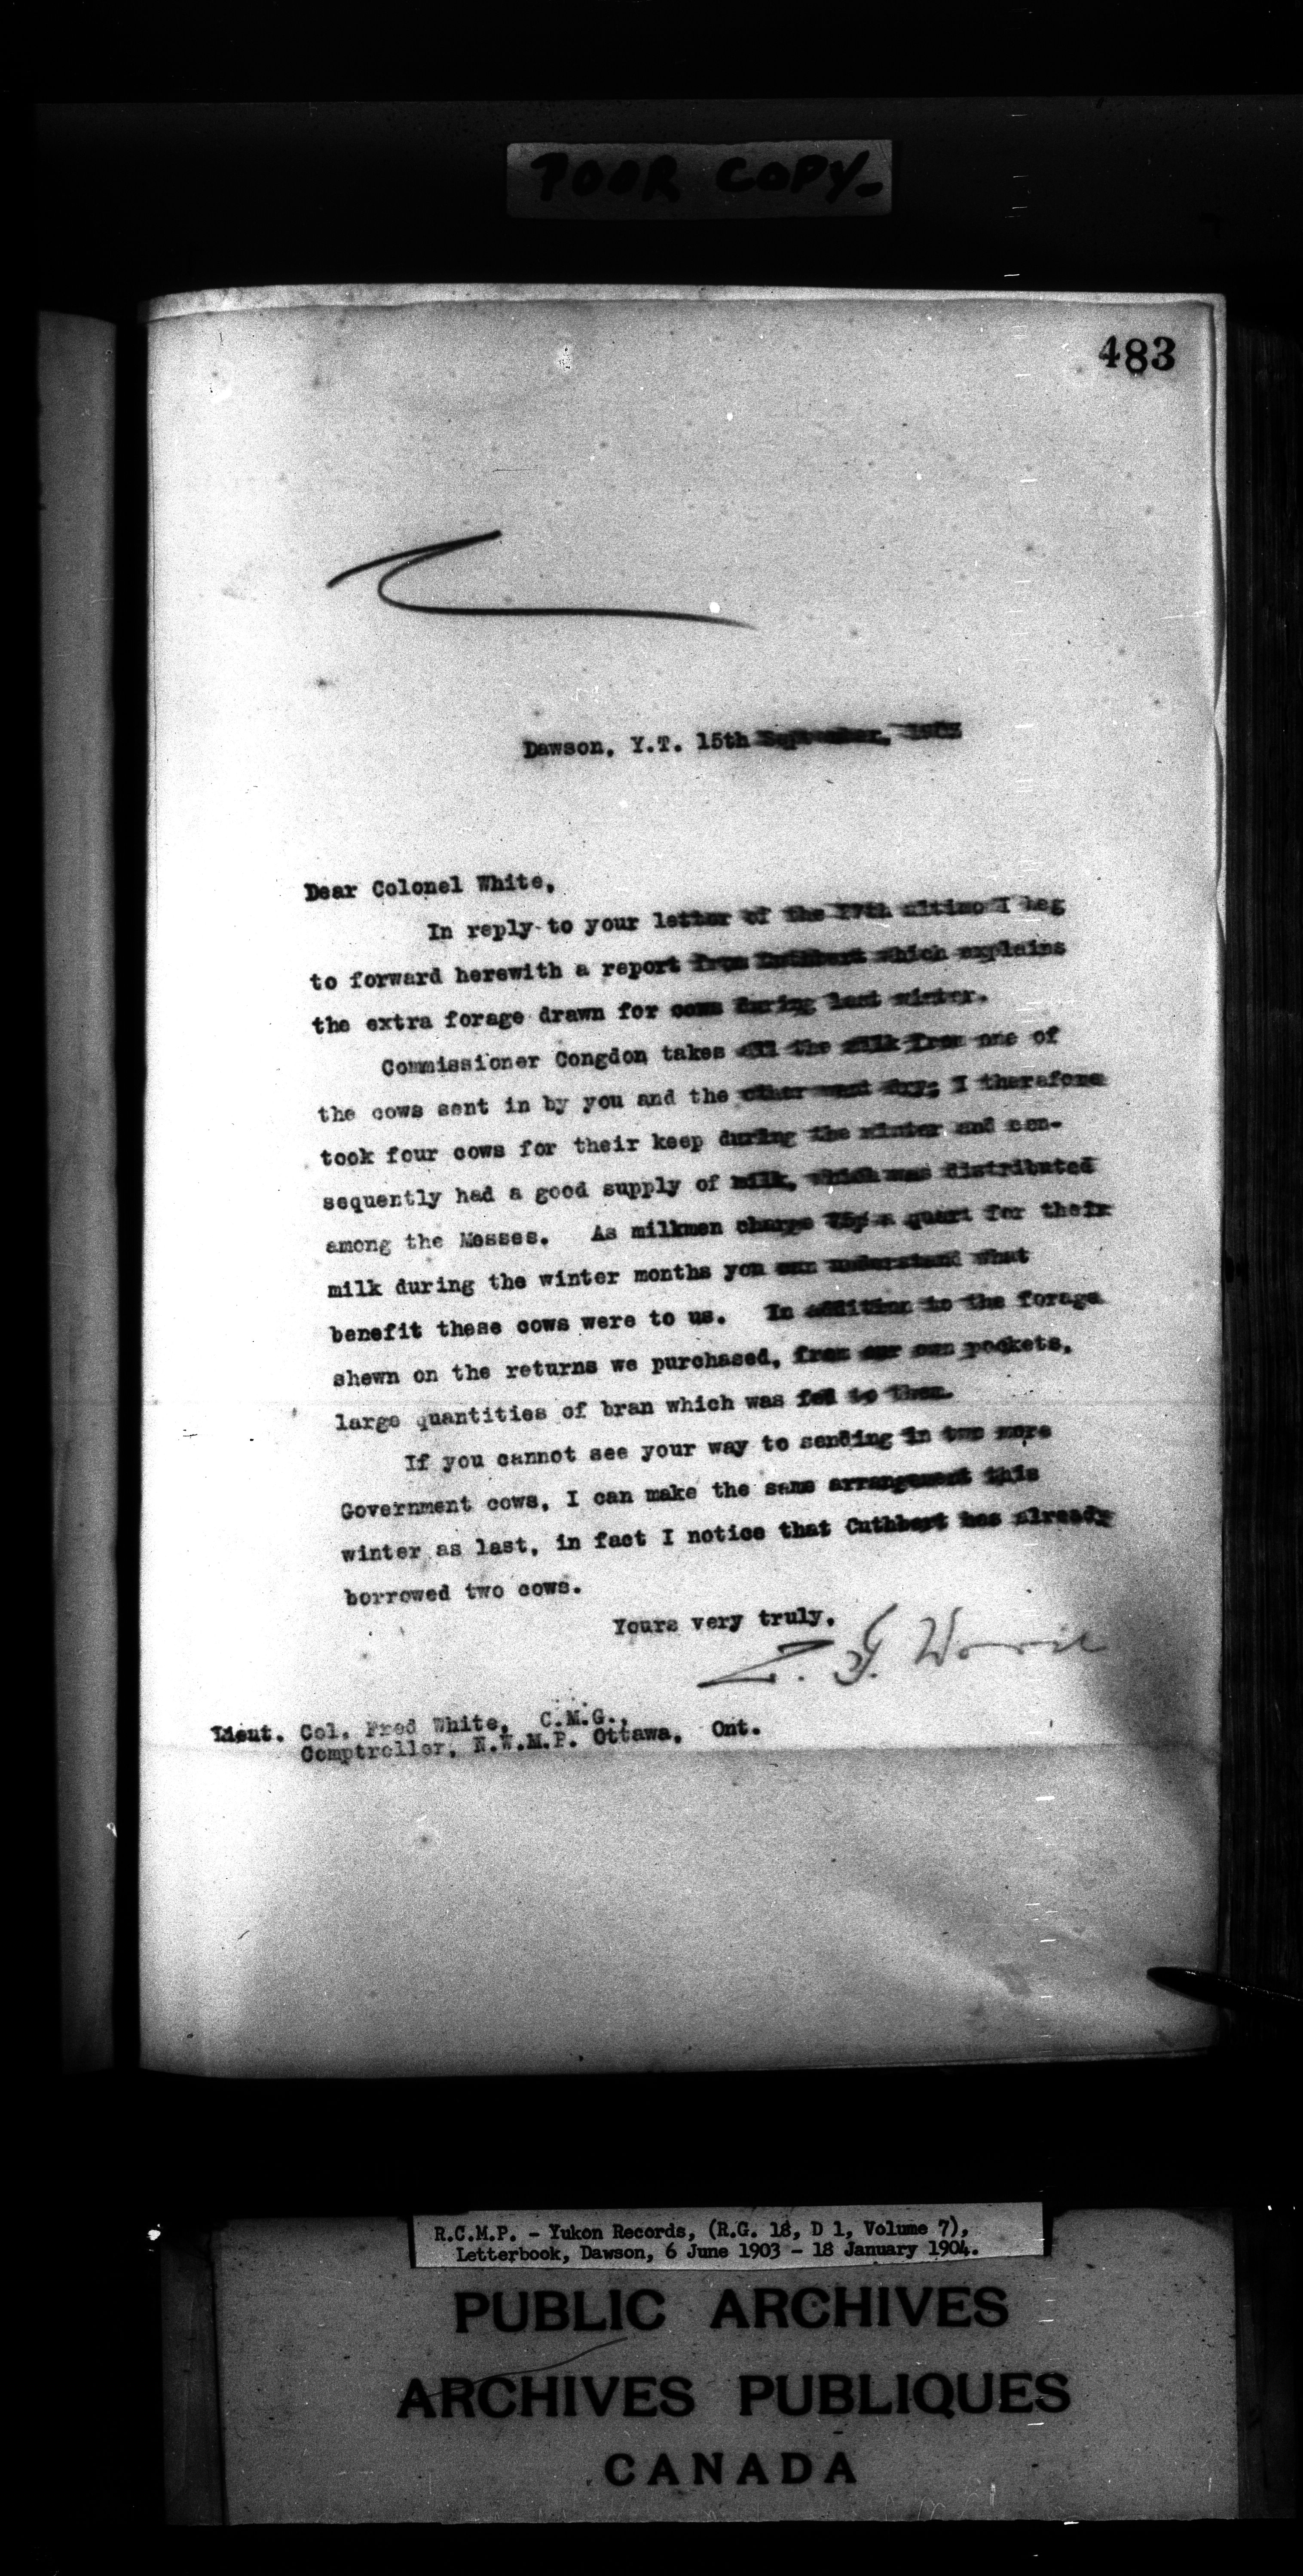 POOR COPY-
483
Dawson, Y.T. 15th September, 1903
Dear Colonel White,
In reply to your letter of the 17th ultimo I beg
to forward herewith a report from Cuthbert which explains
the extra forage drawn for cows during last winter.
Commissioner Congdon takes all the milk from one of
the cows sent in by you and the other went dry; I therefore
took four cows for their keep during the winter and con-
sequently had a good supply of milk, which was distributed
among the Messes. As milkmen charge a quart for their
milk during the winter months you can understand what
benefit these cows were to us. In addition to the forage
shewn on the returns we purchased, from our own pockets,
large quantities of bran which was fed to them.
If you cannot see your way to sending in two more
Government cows, I can make the same arrangement this
winter as last, in fact I notice that Cuthbert has already
borrowed two cows.
Yours very truly,
Z. T. Wood
Lieut. Col. Fred White, C.M.G.,
Comptroller, N.W.M.P. Ottawa, Ont.
R.C.M.P. - Yukon Records, (R.G. 18, D 1, Volume 7),
Letterbook, Dawson, 6 June 1903 - 18 January 1904.
PUBLIC ARCHIVES
ARCHIVES PUBLIQUES
CANADA